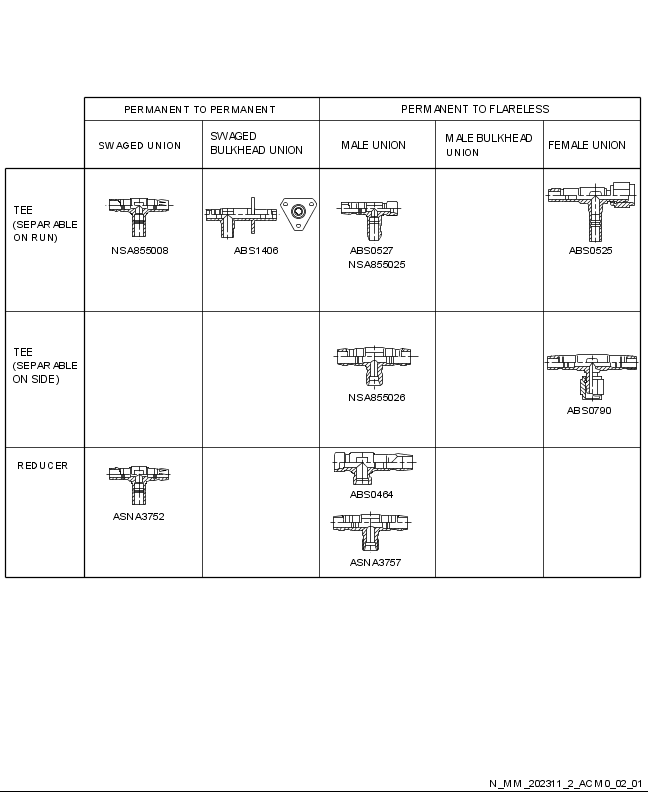 PERMANENT TO PERMANENT
PERMANENT TO FLARELESS
SWAGED UNION
SWAGED
BULKHEAD UNION
MALE UNION
MALE BULKHEAD
UNION
FEMALE UNION
TEE
(SEPARABLE
ON RUN)
NSA855008
ABS1406
ABS0527
NSA855025
ABS0525
TEE
(SEPARABLE
ON SIDE)
NSA855026
ABS0790
REDUCER
ASNA3752
ABS0464
ASNA3757
N_MM_202311_2_ACM0_02_01